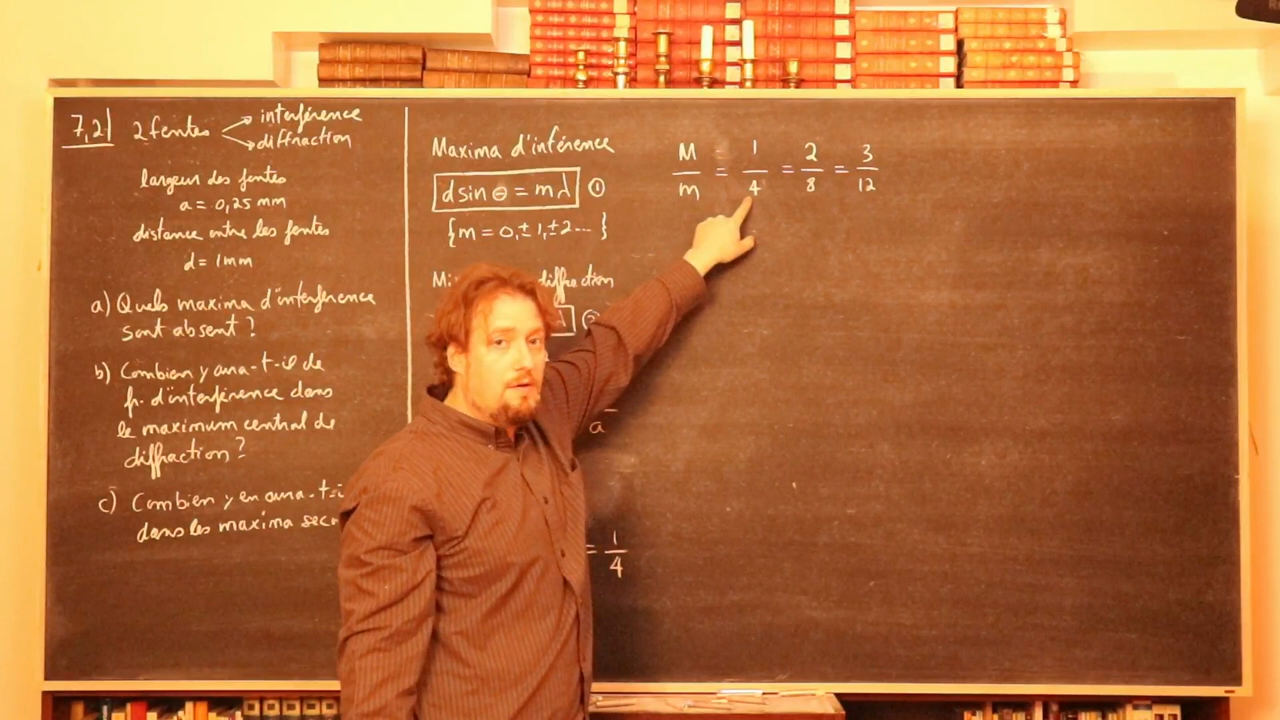 7,2) 2 fentes
interférence
diffraction
largeur des fentes
a = 0,25 mm
distance entre les fentes
d = 1mm
a) Quels maxima d'interférence
sont absent ?
b) Combien y aura-t-il de
fr. d'interférence dans
le maximum central de
diffraction ?
c) Combien y en aura-t-i
dans les maxima sec
Maxima d'inférence
d sin θ = mλ ①
{m = 0, ±1, ±2... }
Mi diffraction
λ ②
a
= 1/4
M/m = 1/4 = 2/8 = 3/12